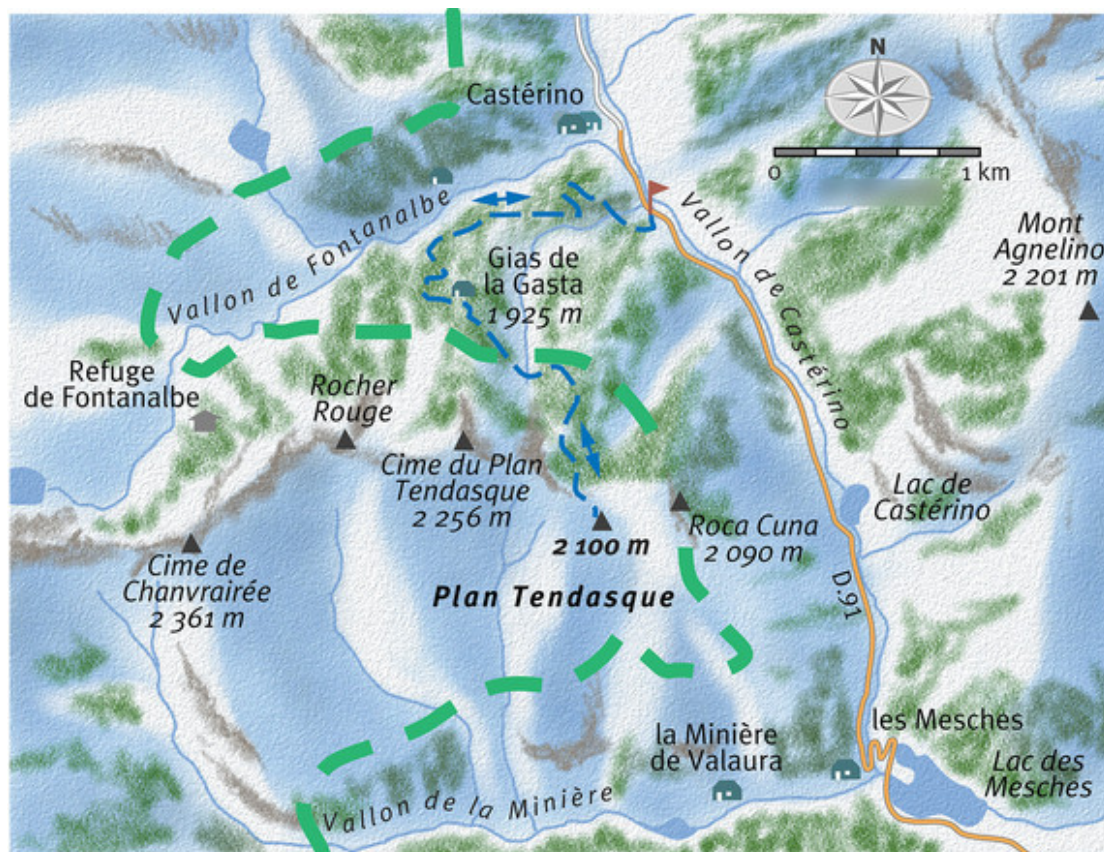 N
Castérino
0 1 km
Vallon de Fontanalbe
Vallon de Castérino
Mont
Agnelino
2 201 m
Gias de
la Gasta
1 925 m
Refuge
de Fontanalbe
Rocher
Rouge
Cime du Plan
Tendasque
2 256 m
Lac de
Castérino
Roca Cuna
2 090 m
2 100 m
Cime de
Chanvrairée
2 361 m
Plan Tendasque
D.91
les Mesches
la Minière
de Valaura
Lac des
Mesches
Vallon de la Minière